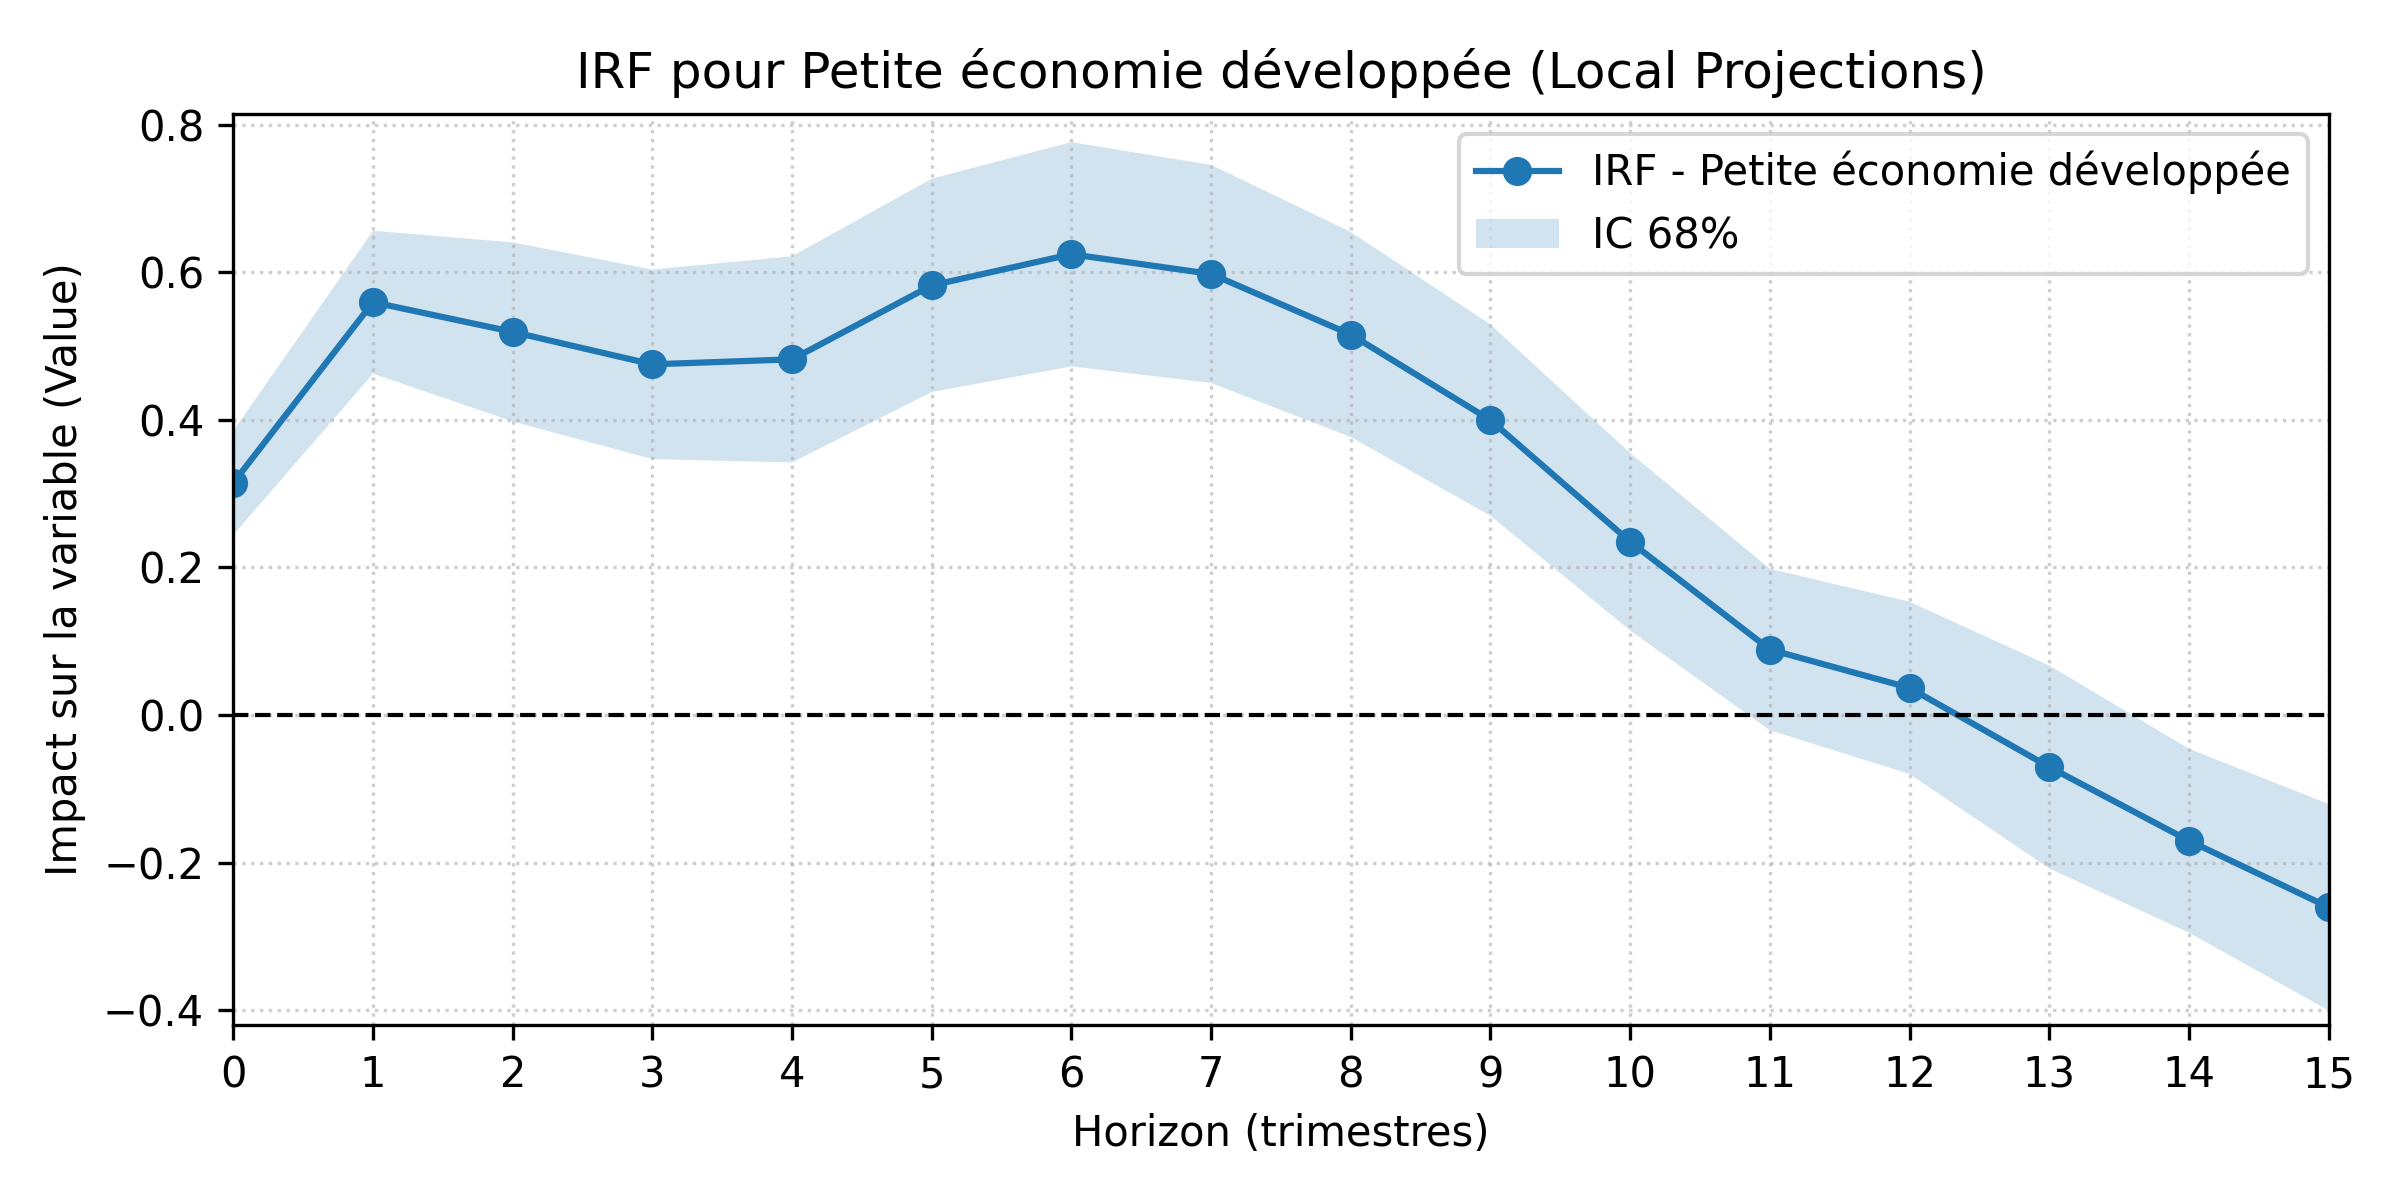 IRF pour Petite économie développée (Local Projections)
IRF - Petite économie développée
IC 68%
Impact sur la variable (Value)
0.8
0.6
0.4
0.2
0.0
−0.2
−0.4
0 1 2 3 4 5 6 7 8 9 10 11 12 13 14 15
Horizon (trimestres)